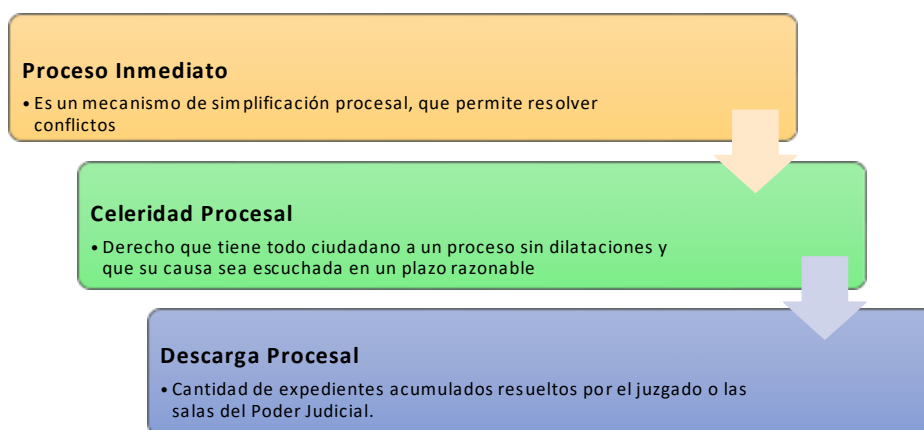 Proceso Inmediato
• Es un mecanismo de simplificación procesal, que permite resolver
conflictos
Celeridad Procesal
• Derecho que tiene todo ciudadano a un proceso sin dilataciones y
que su causa sea escuchada en un plazo razonable
Descarga Procesal
• Cantidad de expedientes acumulados resueltos por el juzgado o las
salas del Poder Judicial.